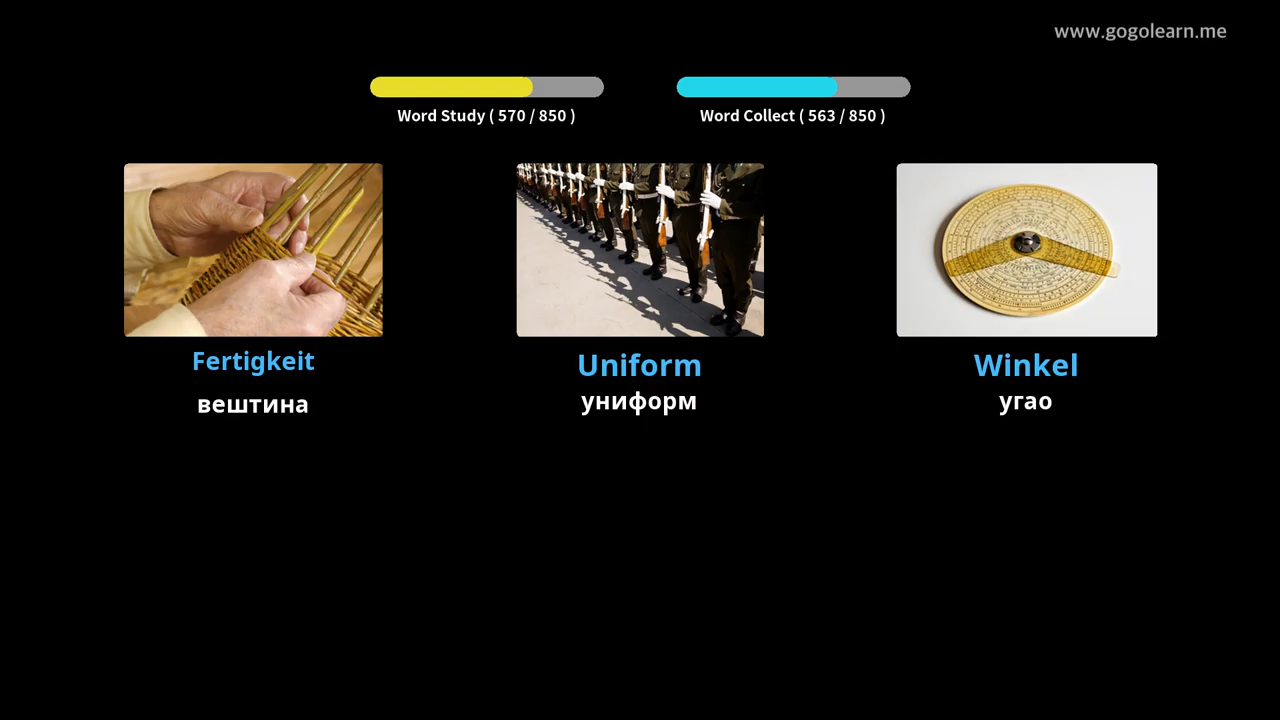 www.gogolearn.me
Word Study ( 570 / 850 )
Word Collect ( 563 / 850 )
Fertigkeit
вештина
Uniform
униформ
Winkel
угао